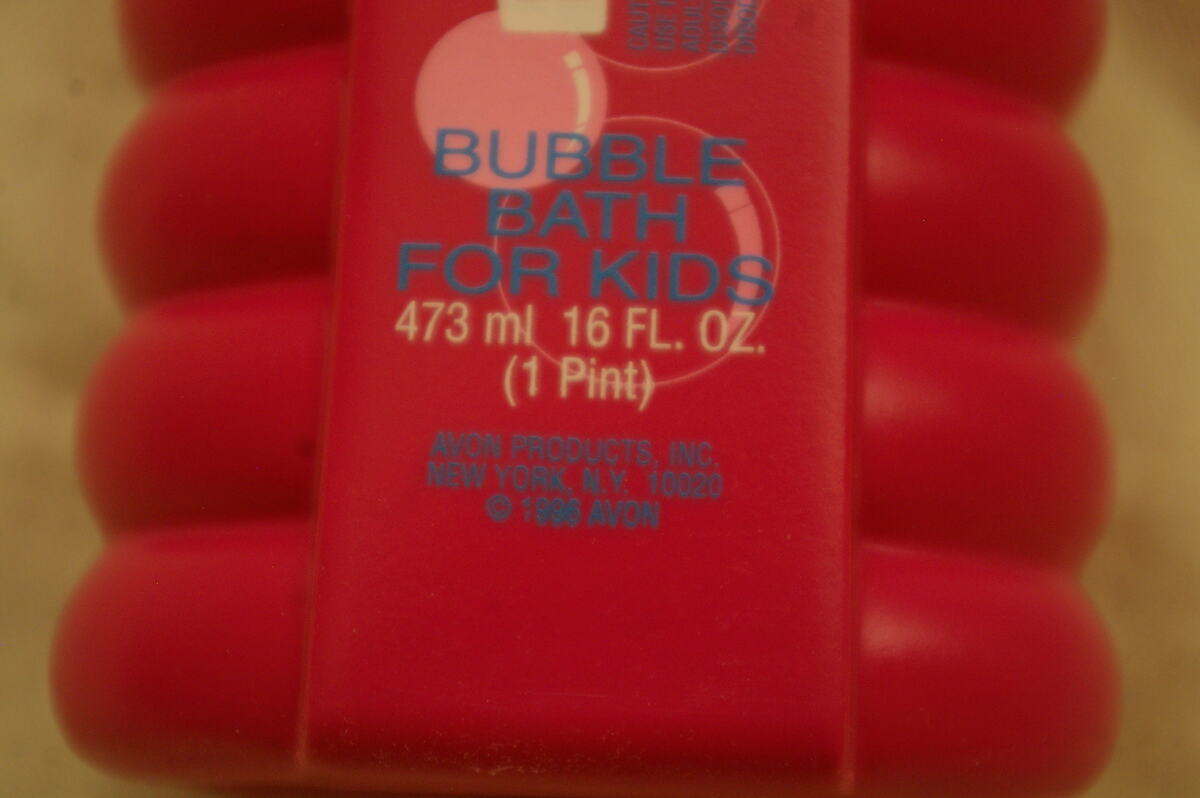 BUBBLE
BATH
FOR KIDS
473 ml 16 FL. OZ.
(1 Pint)
AVON PRODUCTS, INC.
NEW YORK, N.Y. 10020
© 1996 AVON